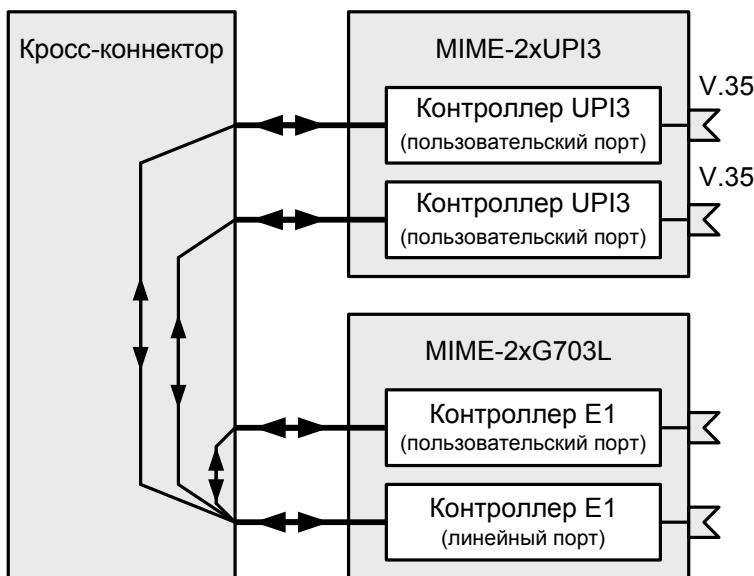 Кросс-коннектор
MIME-2xUPI3
V.35
Контроллер UPI3
(пользовательский порт)
V.35
Контроллер UPI3
(пользовательский порт)
MIME-2xG703L
Контроллер E1
(пользовательский порт)
Контроллер E1
(линейный порт)